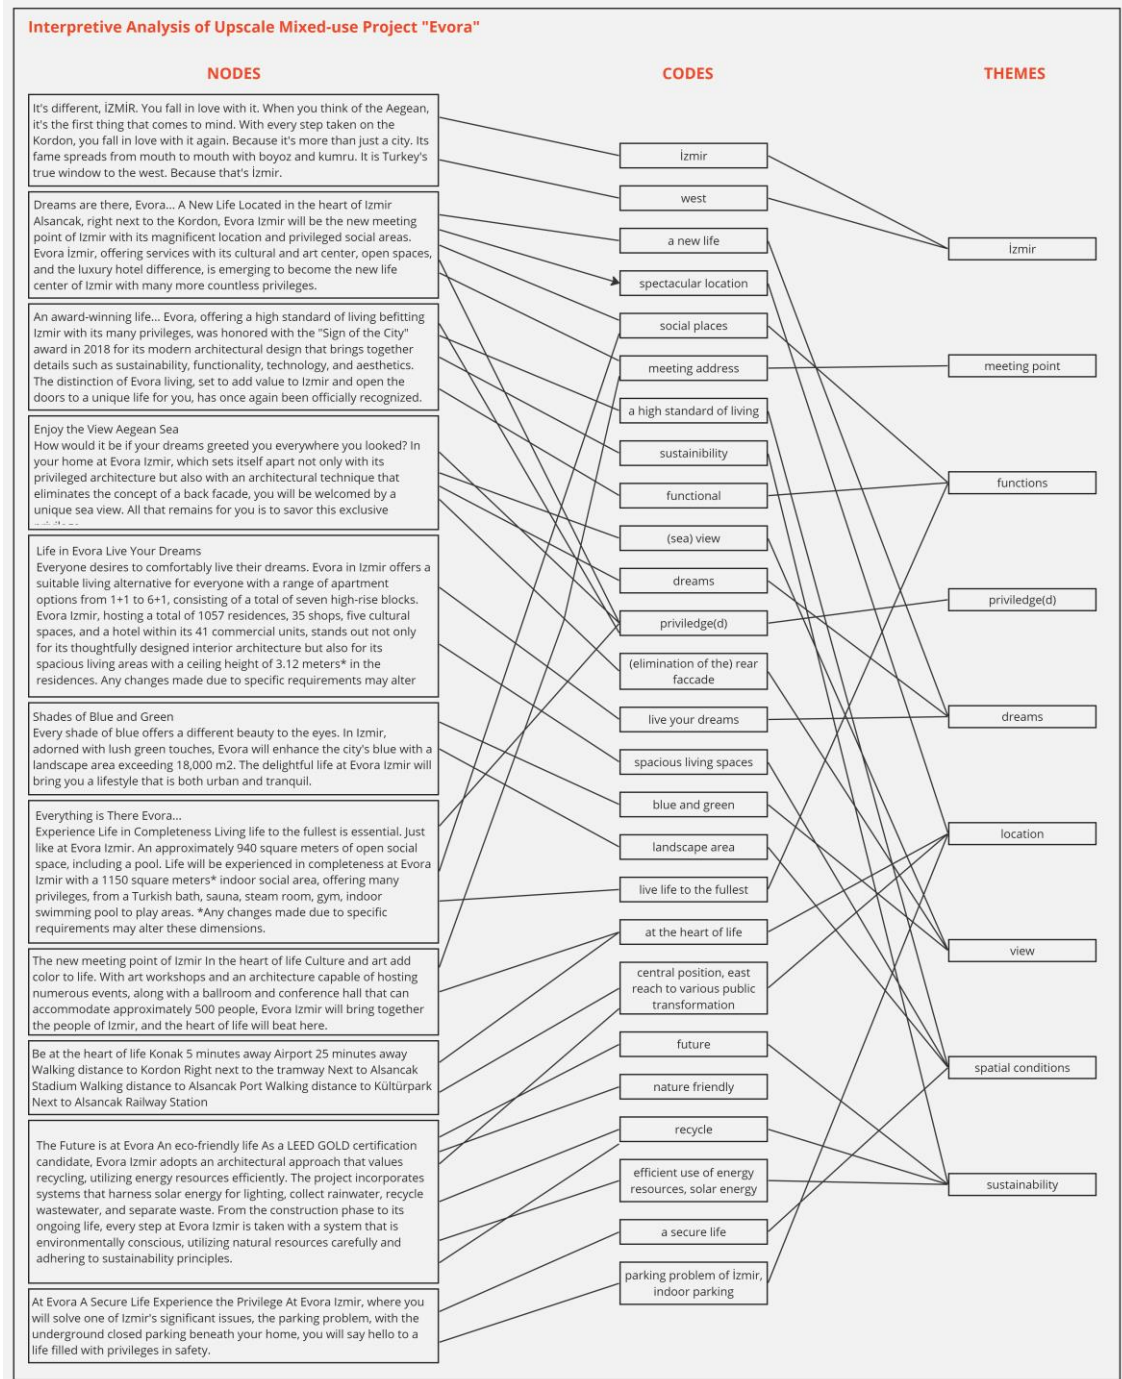 Interpretive Analysis of Upscale Mixed-use Project "Evora"
NODES
CODES
THEMES
It's different, İZMİR. You fall in love with it. When you think of the Aegean,
it's the first thing that comes to mind. With every step taken on the
Kordon, you fall in love with it again. Because it's more than just a city. Its
fame spreads from mouth to mouth with boyoz and kumru. It is Turkey's
true window to the west. Because that's İzmir.
Dreams are there, Evora... A New Life Located in the heart of Izmir
Alsancak, right next to the Kordon, Evora Izmir will be the new meeting
point of Izmir with its magnificent location and privileged social areas.
Evora İzmir, offering services with its cultural and art center, open spaces,
and the luxury hotel difference, is emerging to become the new life
center of Izmir with many more countless privileges.
An award-winning life... Evora, offering a high standard of living befitting
Izmir with its many privileges, was honored with the "Sign of the City"
award in 2018 for its modern architectural design that brings together
details such as sustainability, functionality, technology, and aesthetics.
The distinction of Evora living, set to add value to Izmir and open the
doors to a unique life for you, has once again been officially recognized.
Enjoy the View Aegean Sea
How would it be if your dreams greeted you everywhere you looked? In
your home at Evora Izmir, which sets itself apart not only with its
privileged architecture but also with an architectural technique that
eliminates the concept of a back facade, you will be welcomed by a
unique sea view. All that remains for you is to savor this exclusive
Life in Evora Live Your Dreams
Everyone desires to comfortably live their dreams. Evora in Izmir offers a
suitable living alternative for everyone with a range of apartment
options from 1+1 to 6+1, consisting of a total of seven high-rise blocks.
Evora Izmir, hosting a total of 1057 residences, 35 shops, five cultural
spaces, and a hotel within its 41 commercial units, stands out not only
for its thoughtfully designed interior architecture but also for its
spacious living areas with a ceiling height of 3.12 meters* in the
residences. Any changes made due to specific requirements may alter
Shades of Blue and Green
Every shade of blue offers a different beauty to the eyes. In Izmir,
adorned with lush green touches, Evora will enhance the city's blue with a
landscape area exceeding 18,000 m2. The delightful life at Evora Izmir will
bring you a lifestyle that is both urban and tranquil.
Everything is There Evora...
Experience Life in Completeness Living life to the fullest is essential. Just
like at Evora Izmir. An approximately 940 square meters of open social
space, including a pool. Life will be experienced in completeness at Evora
Izmir with a 1150 square meters* indoor social area, offering many
privileges, from a Turkish bath, sauna, steam room, gym, indoor
swimming pool to play areas. *Any changes made due to specific
requirements may alter these dimensions.
The new meeting point of Izmir In the heart of life Culture and art add
color to life. With art workshops and an architecture capable of hosting
numerous events, along with a ballroom and conference hall that can
accommodate approximately 500 people, Evora Izmir will bring together
the people of Izmir, and the heart of life will beat here.
Be at the heart of life Konak 5 minutes away Airport 25 minutes away
Walking distance to Kordon Right next to the tramway Next to Alsancak
Stadium Walking distance to Alsancak Port Walking distance to Kültürpark
Next to Alsancak Railway Station
The Future is at Evora An eco-friendly life As a LEED GOLD certification
candidate, Evora Izmir adopts an architectural approach that values
recycling, utilizing energy resources efficiently. The project incorporates
systems that harness solar energy for lighting, collect rainwater, recycle
wastewater, and separate waste. From the construction phase to its
ongoing life, every step at Evora Izmir is taken with a system that is
environmentally conscious, utilizing natural resources carefully and
adhering to sustainability principles.
At Evora A Secure Life Experience the Privilege At Evora Izmir, where you
will solve one of Izmir's significant issues, the parking problem, with the
underground closed parking beneath your home, you will say hello to a
life filled with privileges in safety.
İzmir
west
a new life
spectacular location
social places
meeting address
a high standard of living
sustainibility
functional
(sea) view
dreams
priviledge(d)
(elimination of the) rear
faccade
live your dreams
spacious living spaces
blue and green
landscape area
live life to the fullest
at the heart of life
central position, east
reach to various public
transformation
future
nature friendly
recycle
efficient use of energy
resources, solar energy
a secure life
parking problem of İzmir,
indoor parking
İzmir
meeting point
functions
priviledge(d)
dreams
location
view
spatial conditions
sustainability